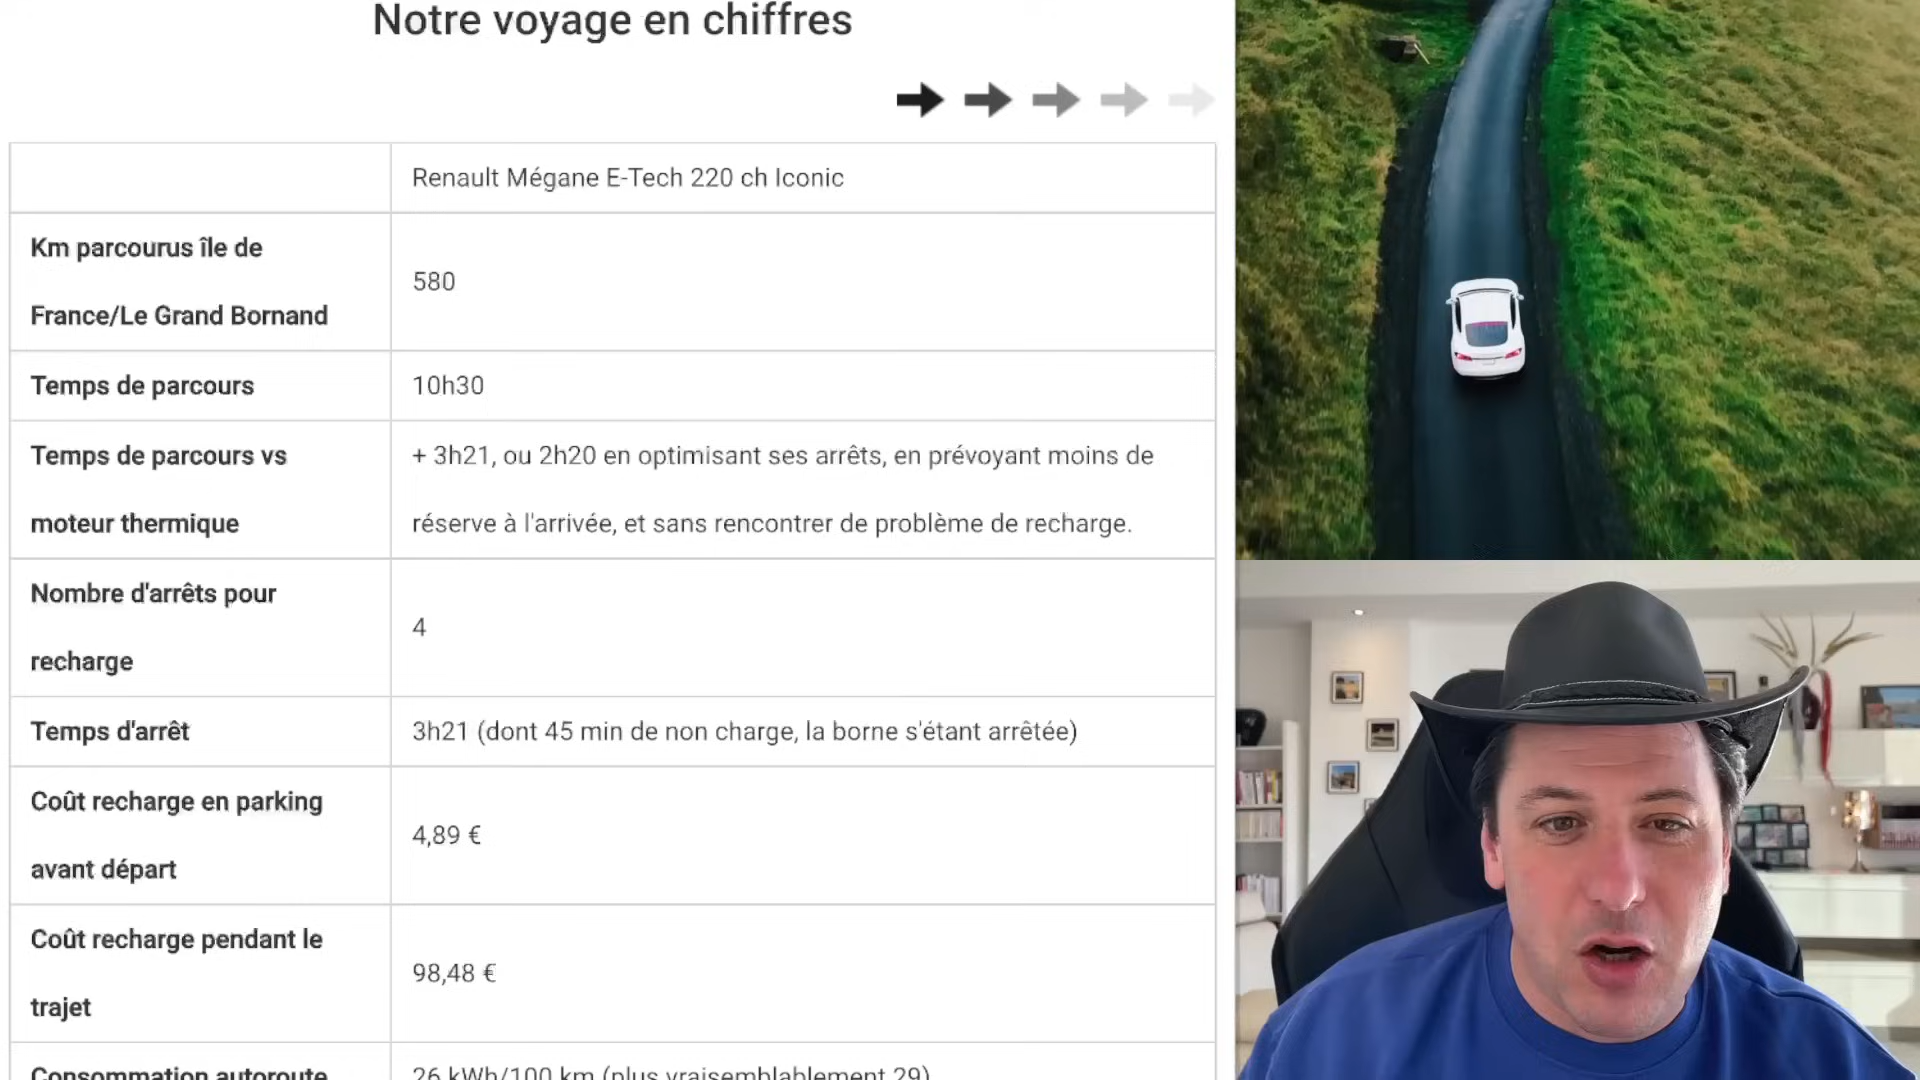 Notre voyage en chiffres
Renault Mégane E-Tech 220 ch Iconic
Km parcourus île de
France/Le Grand Bornand
580
Temps de parcours
10h30
Temps de parcours vs
moteur thermique
+ 3h21, ou 2h20 en optimisant ses arrêts, en prévoyant moins de
réserve à l'arrivée, et sans rencontrer de problème de recharge.
Nombre d'arrêts pour
recharge
4
Temps d'arrêt
3h21 (dont 45 min de non charge, la borne s'étant arrêtée)
Coût recharge en parking
avant départ
4,89 €
Coût recharge pendant le
trajet
98,48 €
Consommation autoroute
26 kWh/100 km (plus vraisemblablement 29)